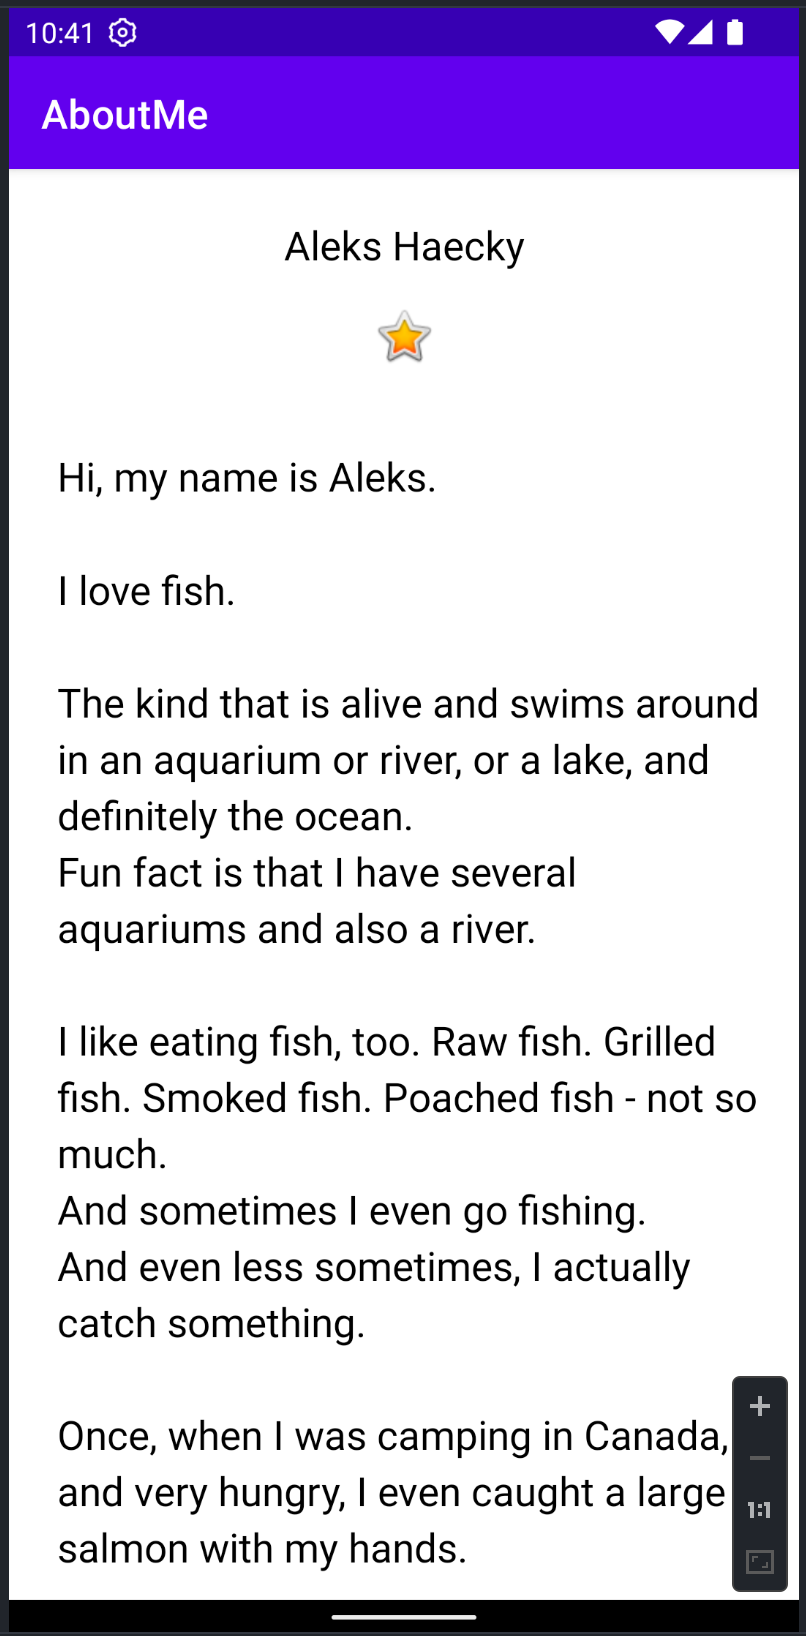 10:41
AboutMe
Aleks Haecky
Hi, my name is Aleks.
I love fish.
The kind that is alive and swims around
in an aquarium or river, or a lake, and
definitely the ocean.
Fun fact is that I have several
aquariums and also a river.
I like eating fish, too. Raw fish. Grilled
fish. Smoked fish. Poached fish - not so
much.
And sometimes I even go fishing.
And even less sometimes, I actually
catch something.
Once, when I was camping in Canada,
and very hungry, I even caught a large
salmon with my hands.
1:1